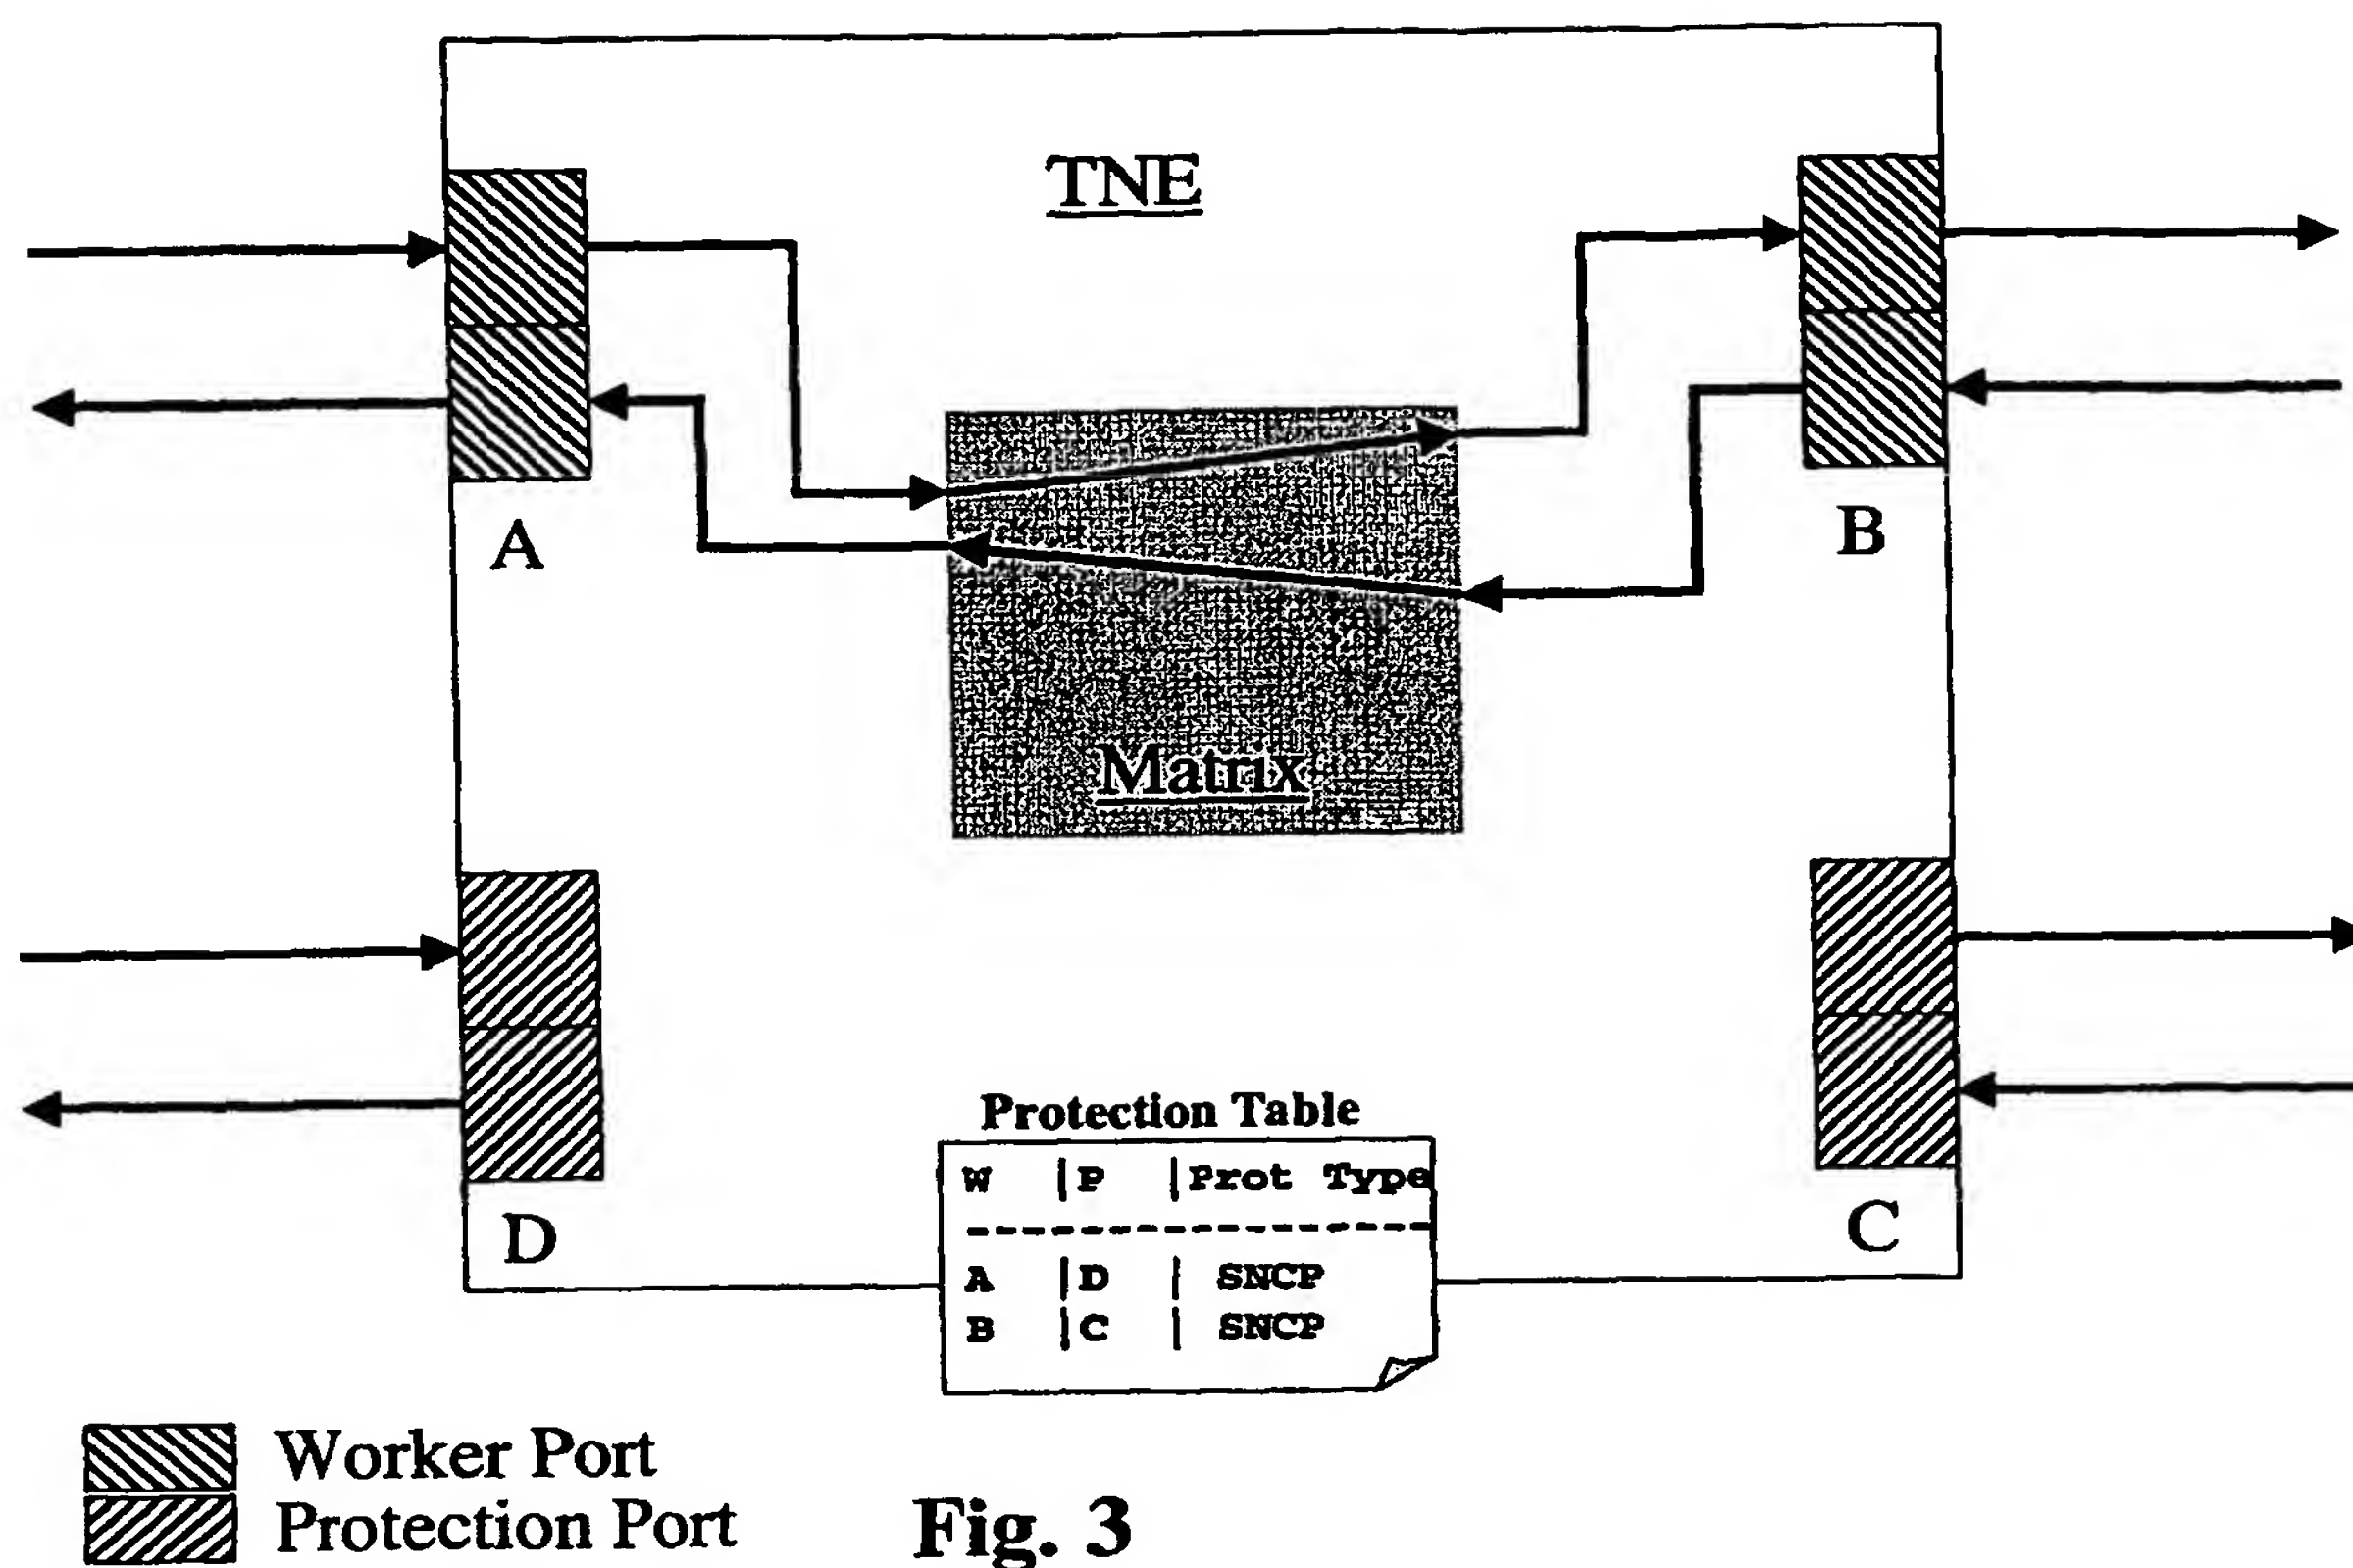 TNE
A
B
Matrix
D
C
Protection Table
W |P |Prot Type
--------------------
A |D | SNCP
B |C | SNCP
Worker Port
Protection Port
Fig. 3